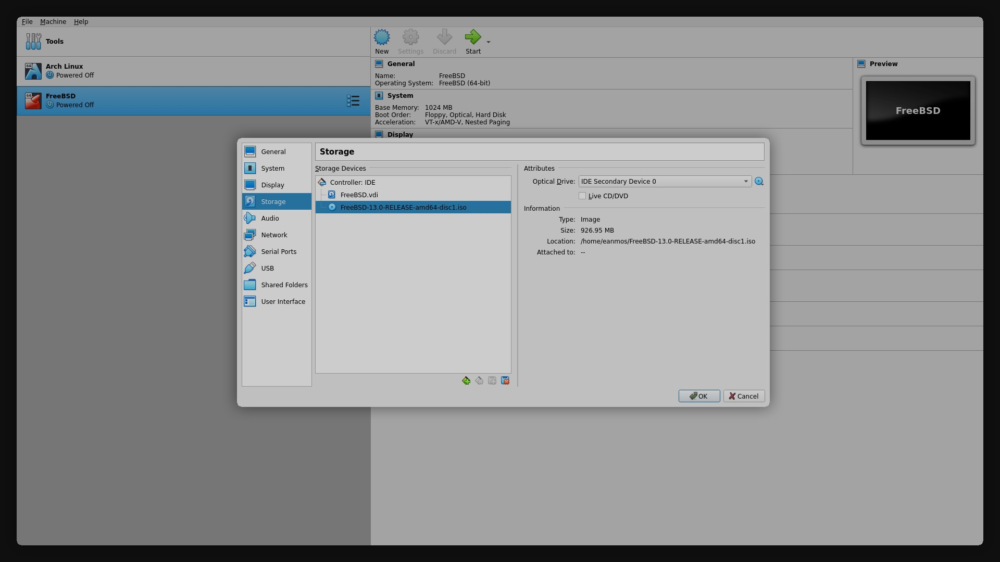 File Machine Help
Tools
64
Arch Linux
Powered Off
64
FreeBSD
Powered Off
New Settings Discard Start
General
Name: FreeBSD
Operating System: FreeBSD (64-bit)
System
Base Memory: 1024 MB
Boot Order: Floppy, Optical, Hard Disk
Acceleration: VT-x/AMD-V, Nested Paging
Display
Preview
FreeBSD
General
System
Display
Storage
Audio
Network
Serial Ports
USB
Shared Folders
User Interface
Storage
Storage Devices
Controller: IDE
FreeBSD.vdi
FreeBSD-13.0-RELEASE-amd64-disc1.iso
Attributes
Optical Drive: IDE Secondary Device 0
Live CD/DVD
Information
Type: Image
Size: 926.95 MB
Location: /home/eanmos/FreeBSD-13.0-RELEASE-amd64-disc1.iso
Attached to: --
OK Cancel